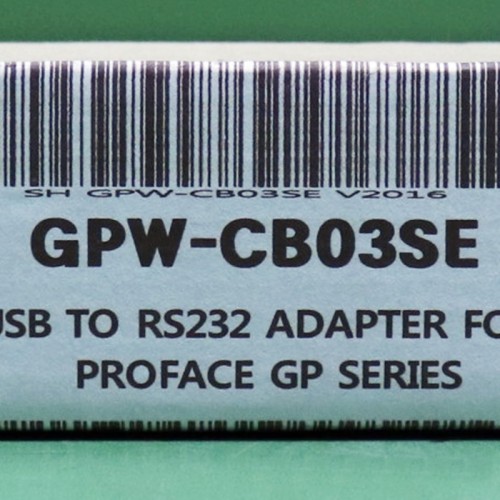 SH GPW-CB03SE V2016
GPW-CB03SE
USB TO RS232 ADAPTER FO
PROFACE GP SERIES